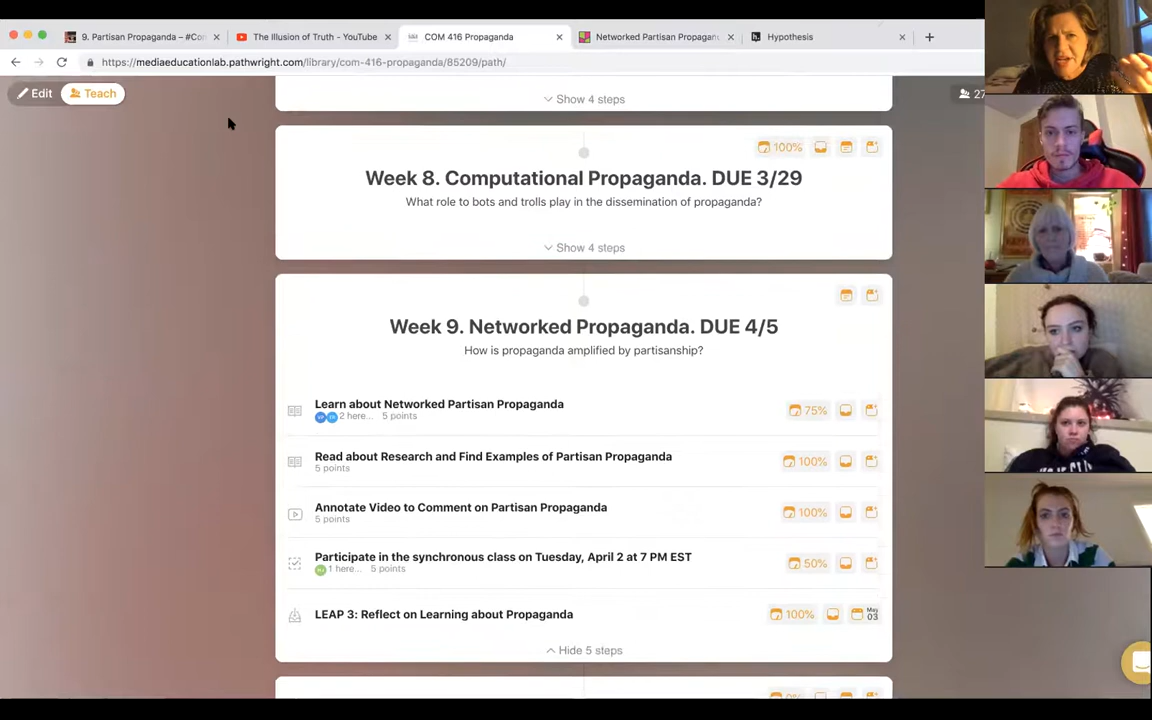 9. Partisan Propaganda – #Con
The Illusion of Truth - YouTube
COM 416 Propaganda
Networked Partisan Propagan
Hypothesis
https://mediaeducationlab.pathwright.com/library/com-416-propaganda/85209/path/
Edit
Teach
27
Show 4 steps
100%
Week 8. Computational Propaganda. DUE 3/29
What role to bots and trolls play in the dissemination of propaganda?
Show 4 steps
Week 9. Networked Propaganda. DUE 4/5
How is propaganda amplified by partisanship?
Learn about Networked Partisan Propaganda
2 here... 5 points
75%
Read about Research and Find Examples of Partisan Propaganda
5 points
100%
Annotate Video to Comment on Partisan Propaganda
5 points
100%
Participate in the synchronous class on Tuesday, April 2 at 7 PM EST
1 here... 5 points
50%
LEAP 3: Reflect on Learning about Propaganda
100%
May
03
Hide 5 steps